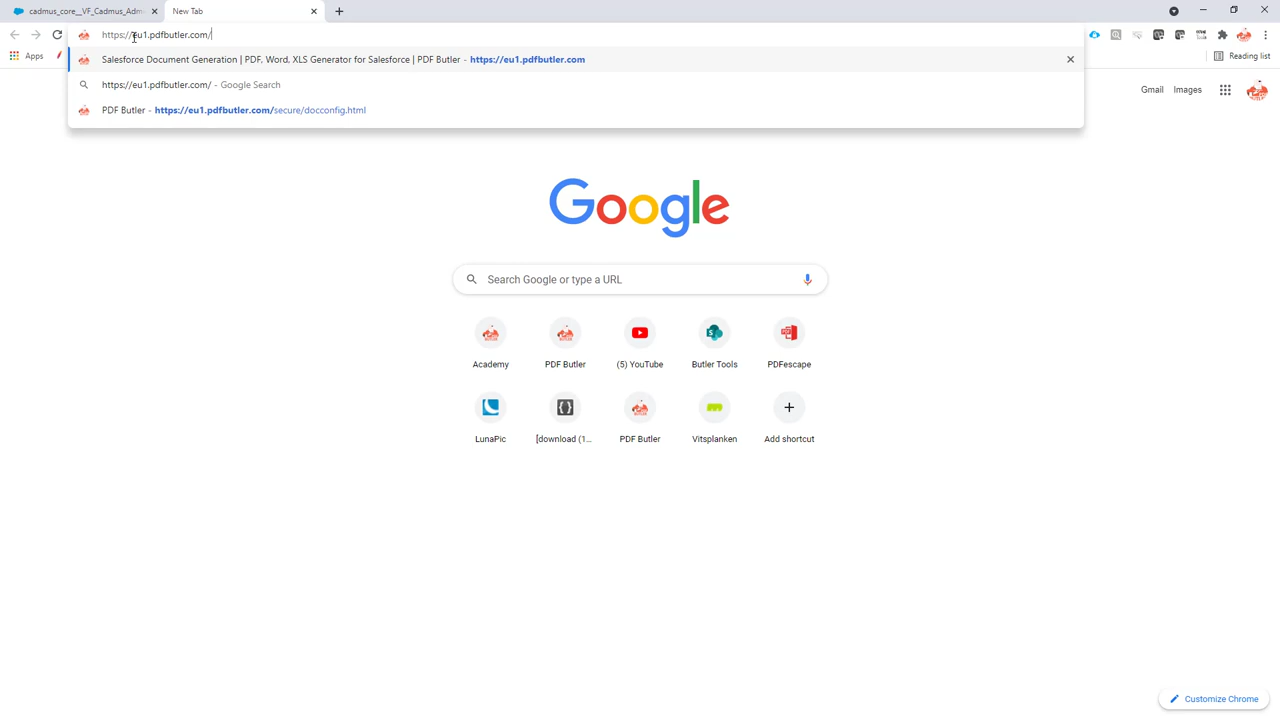 cadmus_core__VF_Cadmus_Adm
New Tab
https://eu1.pdfbutler.com/
Apps
Reading list
Salesforce Document Generation | PDF, Word, XLS Generator for Salesforce | PDF Butler - https://eu1.pdfbutler.com
https://eu1.pdfbutler.com/ - Google Search
PDF Butler - https://eu1.pdfbutler.com/secure/docconfig.html
Gmail Images
Google
Search Google or type a URL
Academy PDF Butler (5) YouTube Butler Tools PDFescape
LunaPic [download (1... PDF Butler Vitsplanken Add shortcut
Customize Chrome